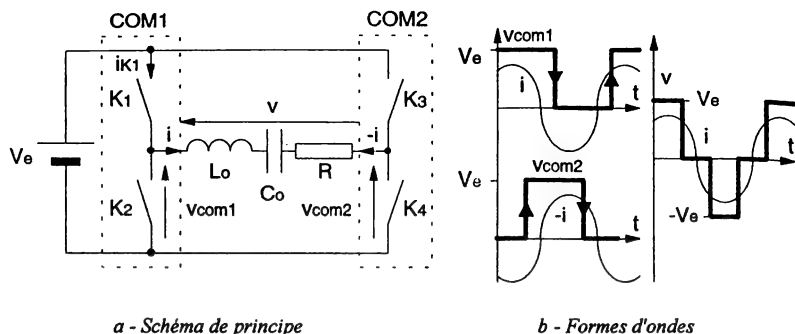 COM1
COM2
iK1
K1
K3
v
i
-i
Ve
Lo
Co
R
K2
Vcom1
Vcom2
K4
Vcom1
Ve
i
t
Vcom2
Ve
-i
t
v
Ve
i
t
-Ve
a - Schéma de principe
b - Formes d'ondes